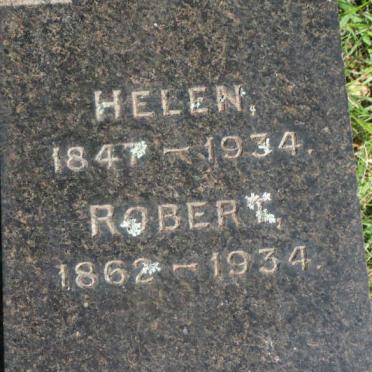 HELEN,
1847 – 1934.
ROBERT,
1862 – 1934.